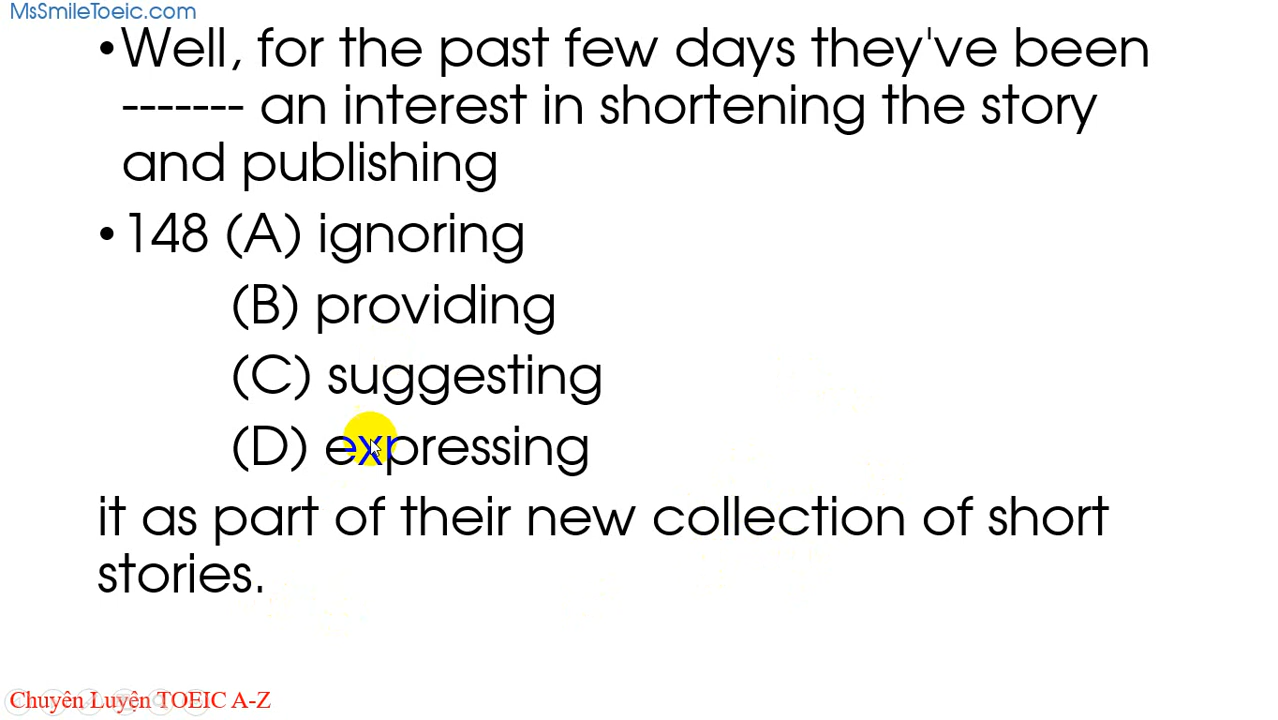 MsSmileToeic.com
•Well, for the past few days they've been
------- an interest in shortening the story
and publishing
•148 (A) ignoring
(B) providing
(C) suggesting
(D) expressing
it as part of their new collection of short
stories.
Chuyên Luyện TOEIC A-Z